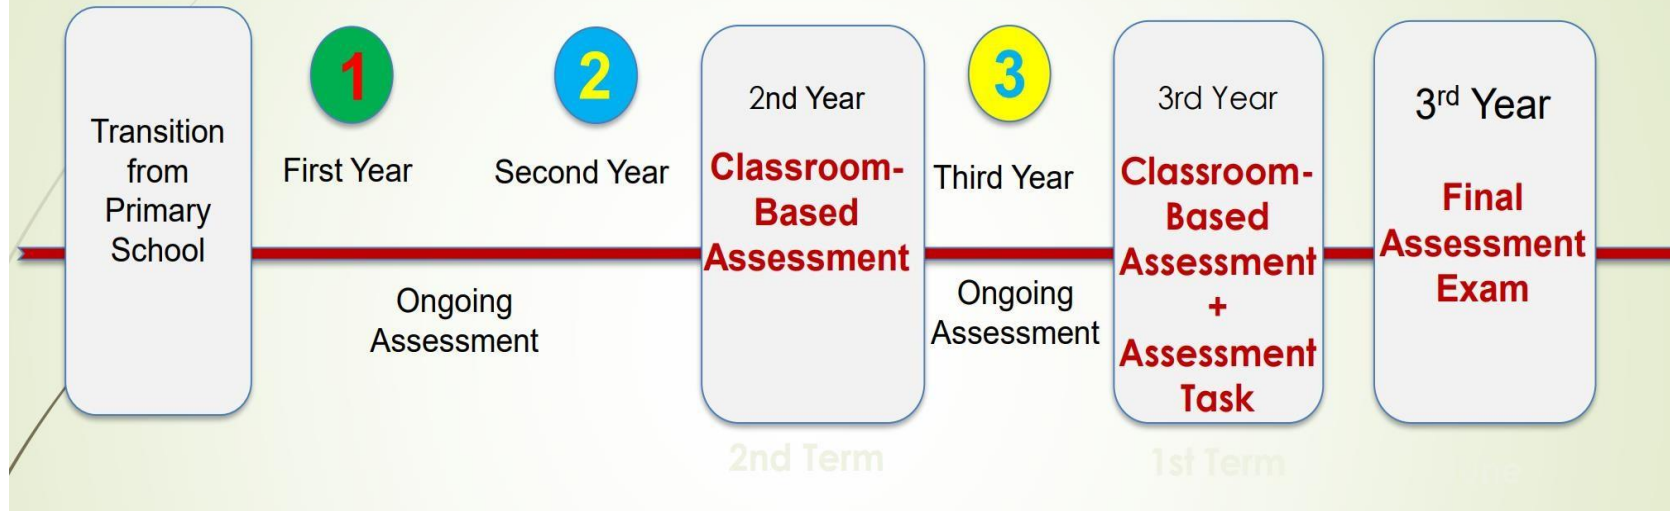 Transition
from
Primary
School
1
First Year
2
Second Year
Ongoing
Assessment
2nd Year
Classroom-
Based
Assessment
2nd Term
3
Third Year
Ongoing
Assessment
3rd Year
Classroom-
Based
Assessment
+
Assessment
Task
1st Term
3rd Year
Final
Assessment
Exam